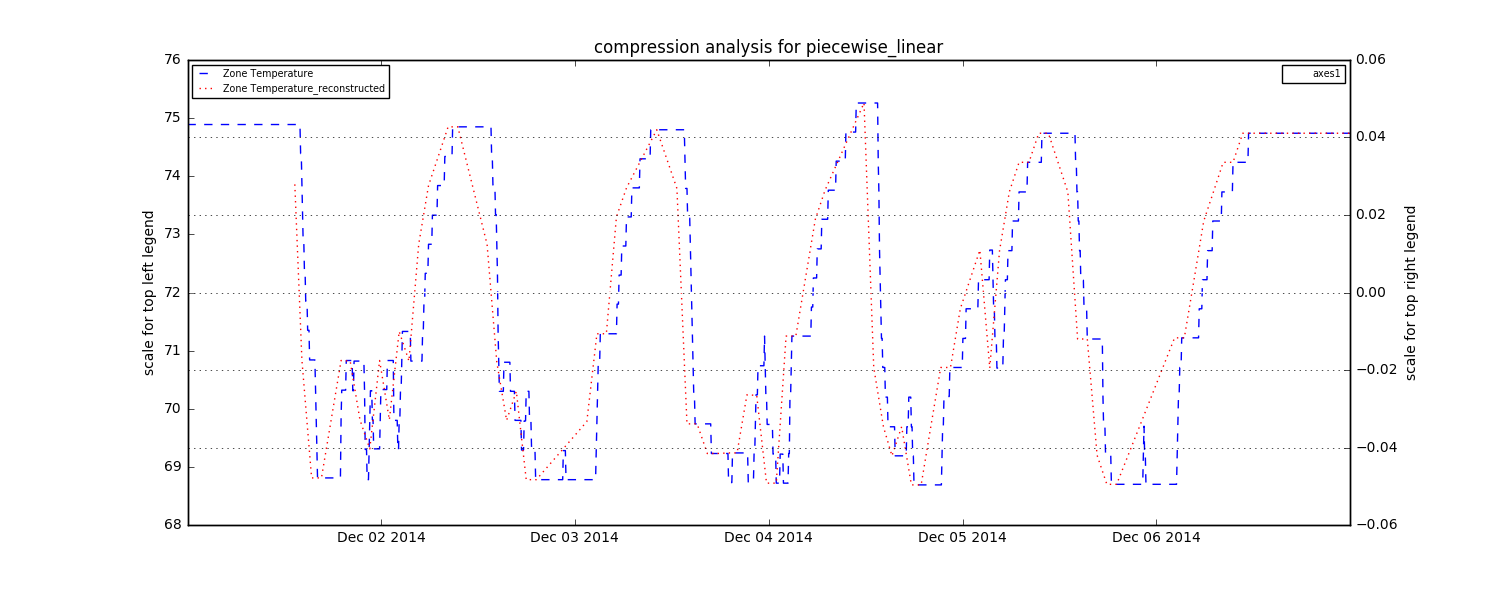 compression analysis for piecewise_linear
76
75
74
73
72
71
70
69
68
scale for top left legend
Zone Temperature
Zone Temperature_reconstructed
axes1
0.06
0.04
0.02
0.00
−0.02
−0.04
−0.06
scale for top right legend
Dec 02 2014
Dec 03 2014
Dec 04 2014
Dec 05 2014
Dec 06 2014